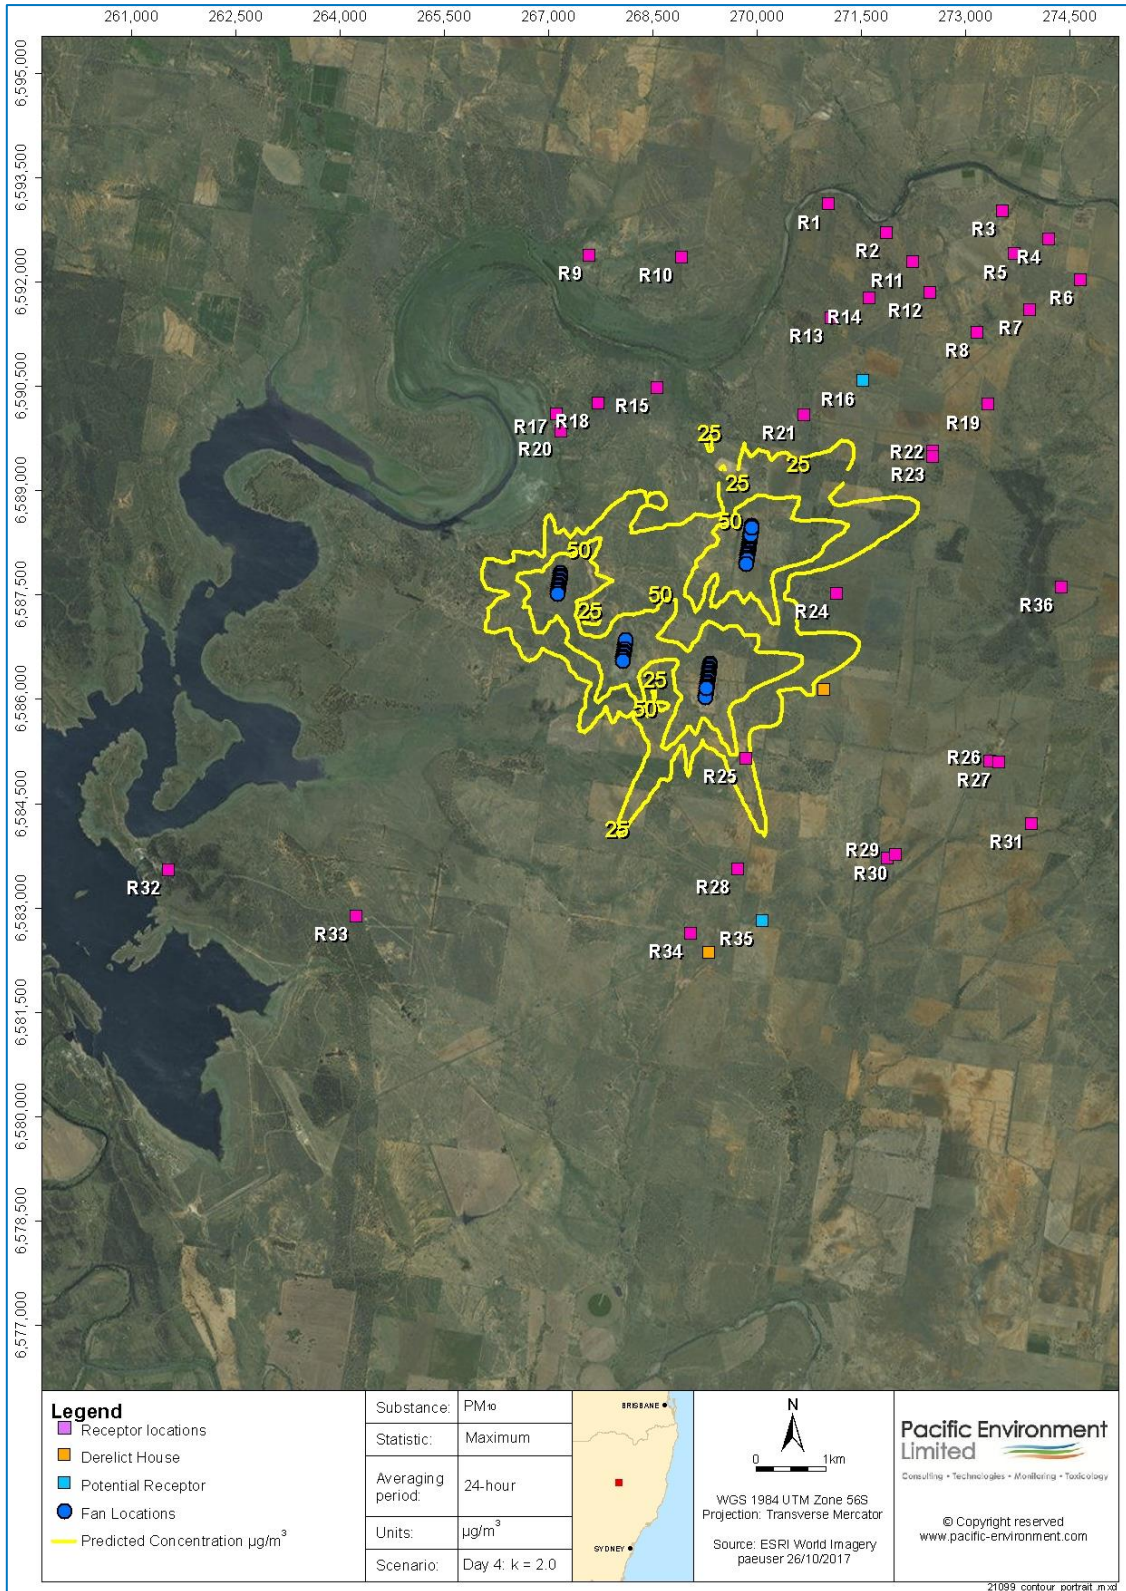 261,000 262,500 264,000 265,500 267,000 268,500 270,000 271,500 273,000 274,500
6,595,000
6,593,500
6,592,000
6,590,500
6,589,000
6,587,500
6,586,000
6,584,500
6,583,000
6,581,500
6,580,000
6,578,500
6,577,000
R1
R3
R2
R4
R5
R9
R10
R11
R6
R12
R14
R7
R13
R8
R16
R15
R18
R17
R19
R21
R20
25
R22
25
R23
25
50
50
50
R24
R36
25
25
50
R26
R25
R27
25
R31
R29
R30
R28
R32
R33
R35
R34
Legend
Receptor locations
Derelict House
Potential Receptor
Fan Locations
Predicted Concentration µg/m³
Substance: PM₁₀
Statistic: Maximum
Averaging period: 24-hour
Units: µg/m³
Scenario: Day 4: k = 2.0
BRISBANE
SYDNEY
N
0 1km
WGS 1984 UTM Zone 56S
Projection: Transverse Mercator
Source: ESRI World Imagery
paeuser 26/10/2017
Pacific Environment
Limited
Consulting • Technologies • Monitoring • Toxicology
© Copyright reserved
www.pacific-environment.com
21099_contour_portrait.mxd